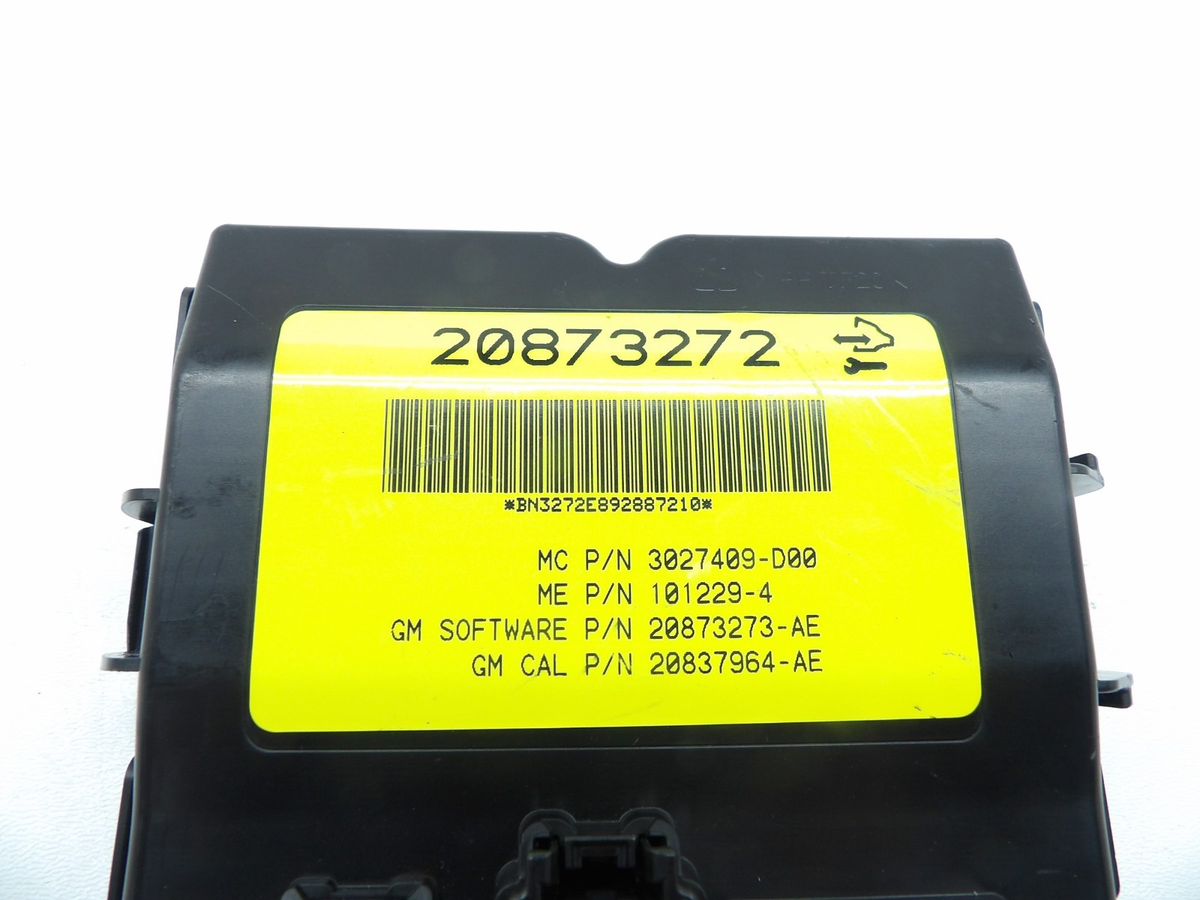 20873272
*BN3272E892887210*
MC P/N 3027409-D00
ME P/N 101229-4
GM SOFTWARE P/N 20873273-AE
GM CAL P/N 20837964-AE